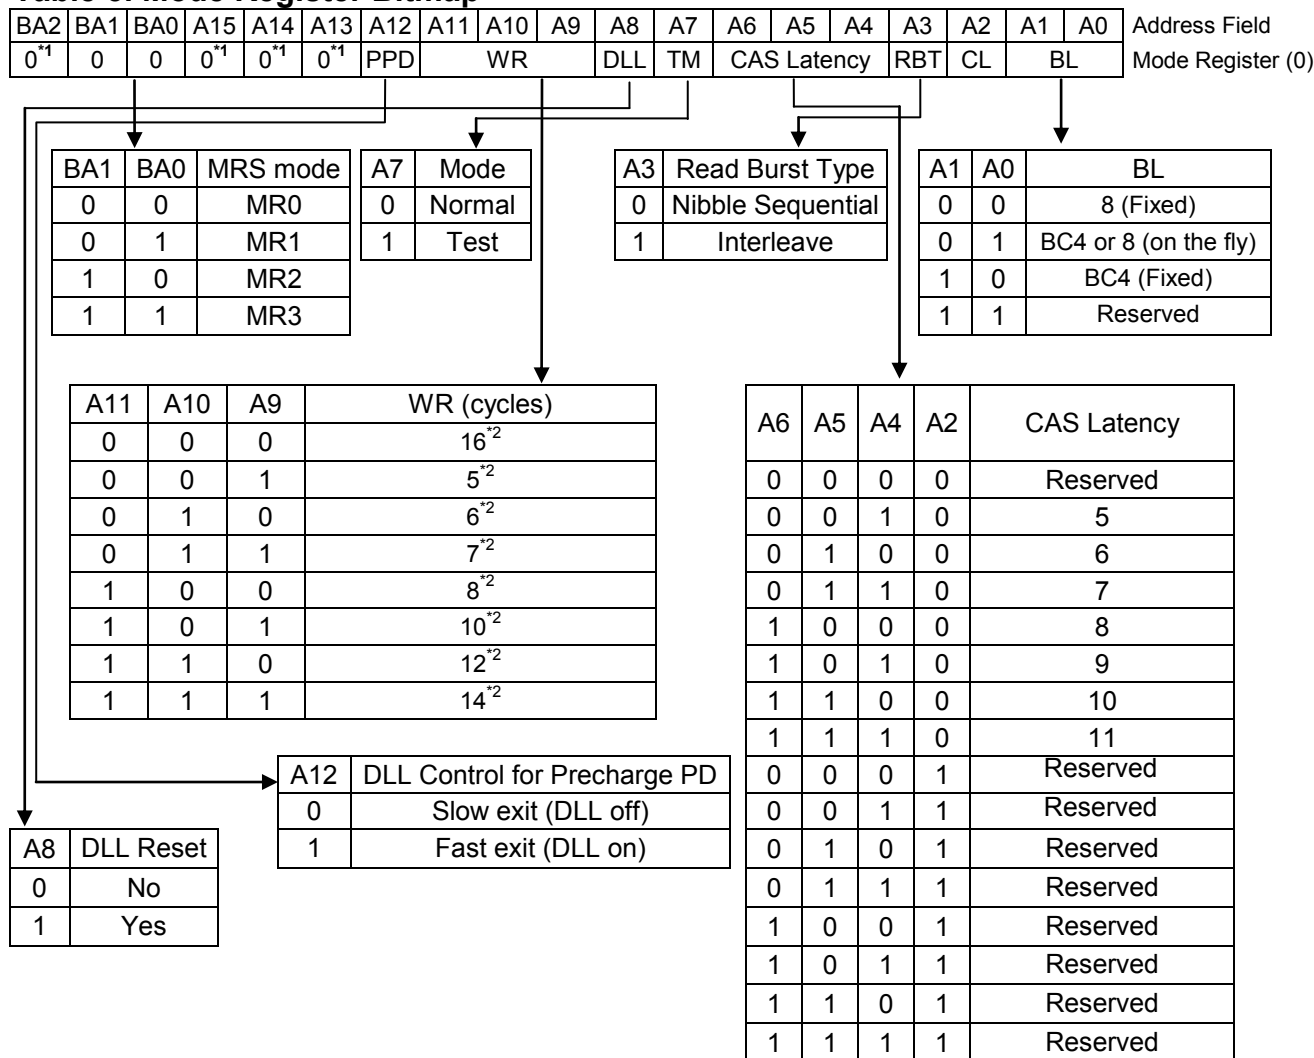 Table 6. Mode Register Bitmap
BA2 BA1 BA0 A15 A14 A13 A12 A11 A10 A9 A8 A7 A6 A5 A4 A3 A2 A1 A0 Address Field
0*1 0 0 0*1 0*1 0*1 PPD WR DLL TM CAS Latency RBT CL BL Mode Register (0)
BA1 BA0 MRS mode
0 0 MR0
0 1 MR1
1 0 MR2
1 1 MR3
A7 Mode
0 Normal
1 Test
A3 Read Burst Type
0 Nibble Sequential
1 Interleave
A1 A0 BL
0 0 8 (Fixed)
0 1 BC4 or 8 (on the fly)
1 0 BC4 (Fixed)
1 1 Reserved
A11 A10 A9 WR (cycles)
0 0 0 16*2
0 0 1 5*2
0 1 0 6*2
0 1 1 7*2
1 0 0 8*2
1 0 1 10*2
1 1 0 12*2
1 1 1 14*2
A6 A5 A4 A2 CAS Latency
0 0 0 0 Reserved
0 0 1 0 5
0 1 0 0 6
0 1 1 0 7
1 0 0 0 8
1 0 1 0 9
1 1 0 0 10
1 1 1 0 11
0 0 0 1 Reserved
0 0 1 1 Reserved
0 1 0 1 Reserved
0 1 1 1 Reserved
1 0 0 1 Reserved
1 0 1 1 Reserved
1 1 0 1 Reserved
1 1 1 1 Reserved
A12 DLL Control for Precharge PD
0 Slow exit (DLL off)
1 Fast exit (DLL on)
A8 DLL Reset
0 No
1 Yes